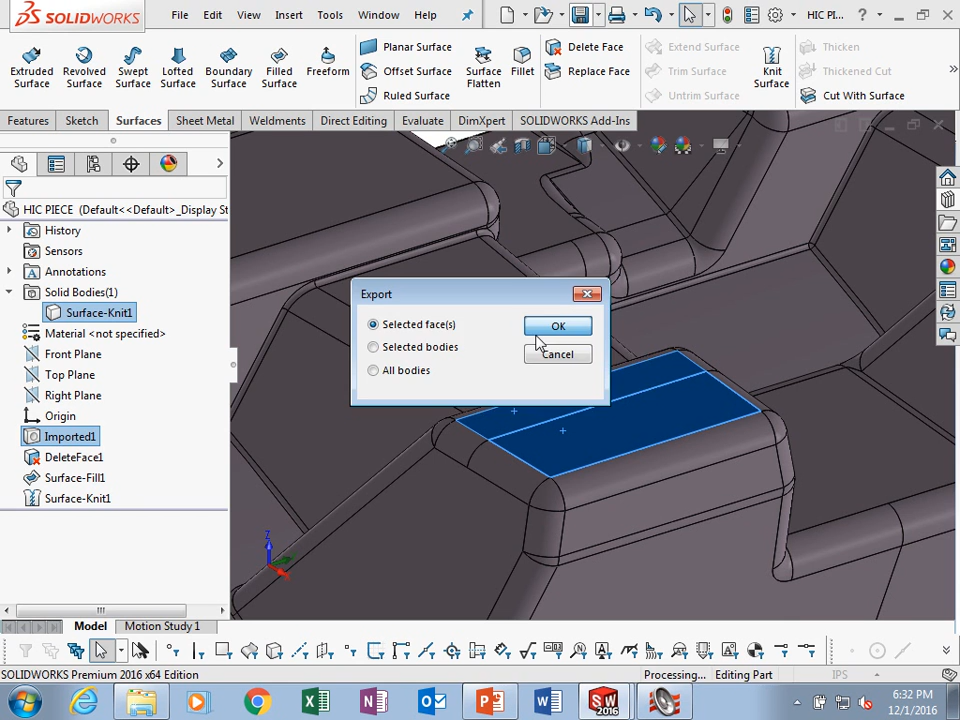 SOLIDWORKS File Edit View Insert Tools Window Help HIC PI... ?
Extruded Surface
Revolved Surface
Swept Surface
Lofted Surface
Boundary Surface
Filled Surface
Freeform
Planar Surface
Offset Surface
Ruled Surface
Surface Flatten
Fillet
Delete Face
Replace Face
Extend Surface
Trim Surface
Untrim Surface
Knit Surface
Thicken
Thickened Cut
Cut With Surface
Features Sketch Surfaces Sheet Metal Weldments Direct Editing Evaluate DimXpert SOLIDWORKS Add-Ins
HIC PIECE (Default<<Default>_Display St
History
Sensors
Annotations
Solid Bodies(1)
Surface-Knit1
Material <not specified>
Front Plane
Top Plane
Right Plane
Origin
Imported1
DeleteFace1
Surface-Fill1
Surface-Knit1
Export
Selected face(s)
Selected bodies
All bodies
OK
Cancel
Z
Model Motion Study 1
SOLIDWORKS Premium 2016 x64 Edition Processing... Editing Part IPS
6:32 PM
12/1/2016